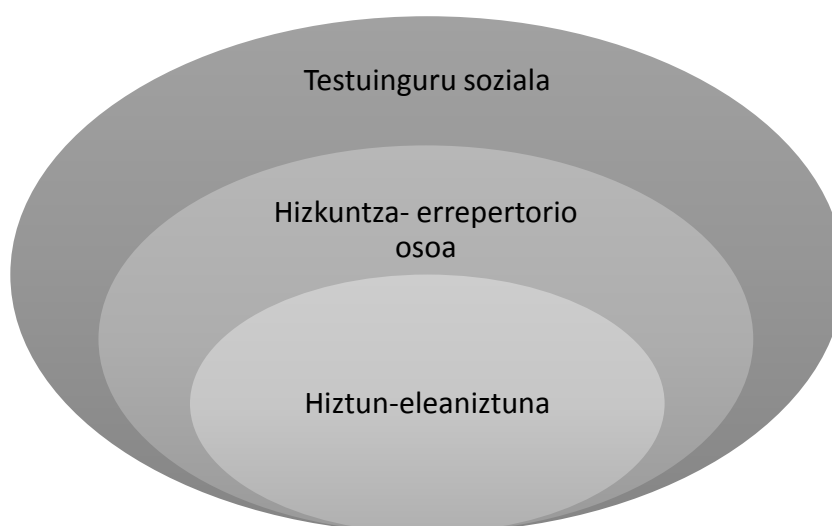 Testuinguru soziala
Hizkuntza- errepertorio
osoa
Hiztun-eleaniztuna